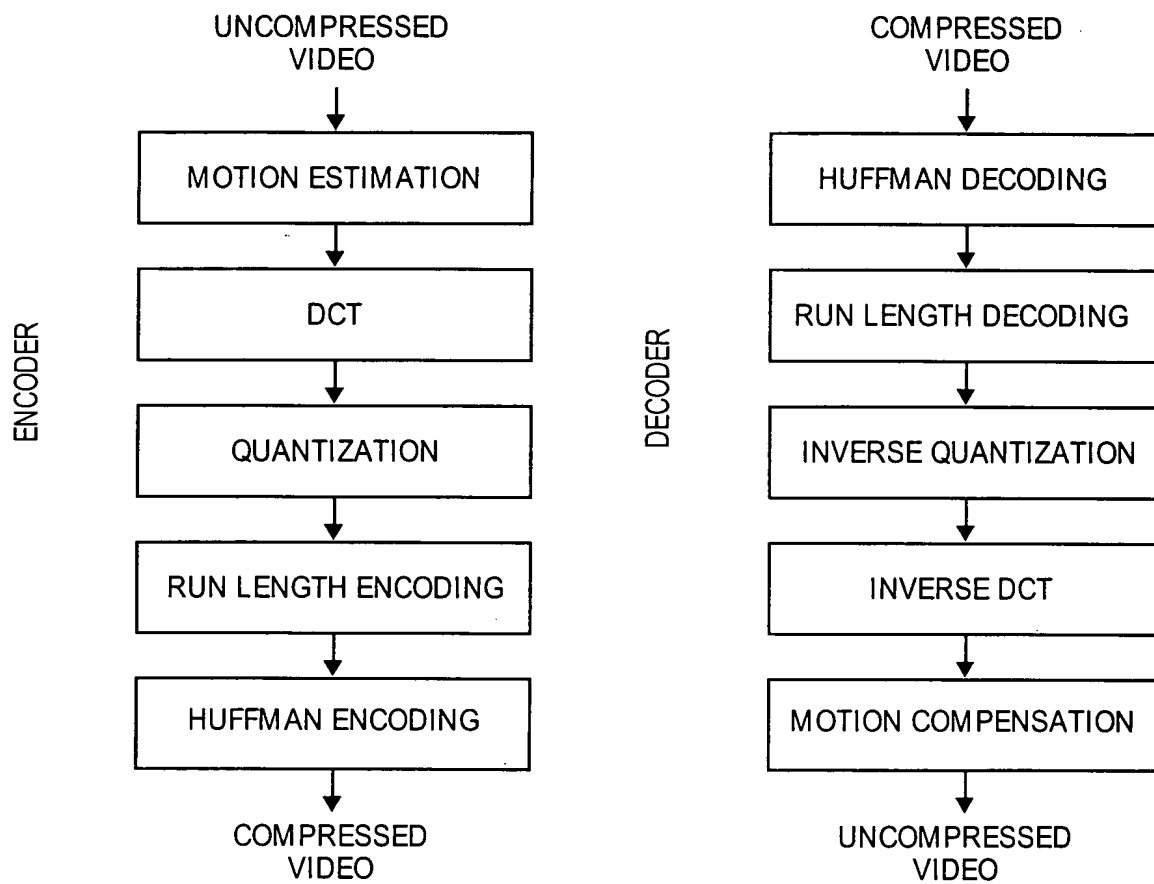 UNCOMPRESSED
VIDEO
MOTION ESTIMATION
DCT
QUANTIZATION
RUN LENGTH ENCODING
HUFFMAN ENCODING
COMPRESSED
VIDEO
ENCODER
COMPRESSED
VIDEO
HUFFMAN DECODING
RUN LENGTH DECODING
INVERSE QUANTIZATION
INVERSE DCT
MOTION COMPENSATION
UNCOMPRESSED
VIDEO
DECODER